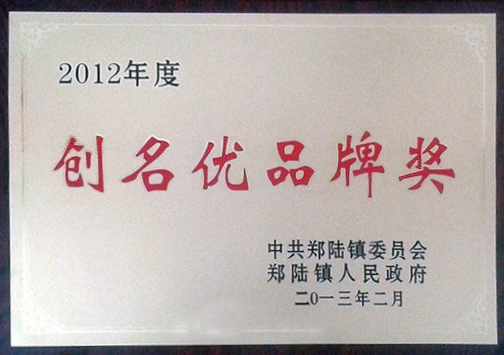 2012年度
创名优品牌奖
中共郑陆镇委员会
郑陆镇人民政府
二0一三年二月